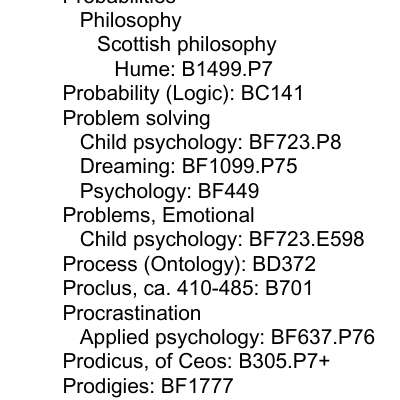 Probabilities
Philosophy
Scottish philosophy
Hume: B1499.P7
Probability (Logic): BC141
Problem solving
Child psychology: BF723.P8
Dreaming: BF1099.P75
Psychology: BF449
Problems, Emotional
Child psychology: BF723.E598
Process (Ontology): BD372
Proclus, ca. 410-485: B701
Procrastination
Applied psychology: BF637.P76
Prodicus, of Ceos: B305.P7+
Prodigies: BF1777